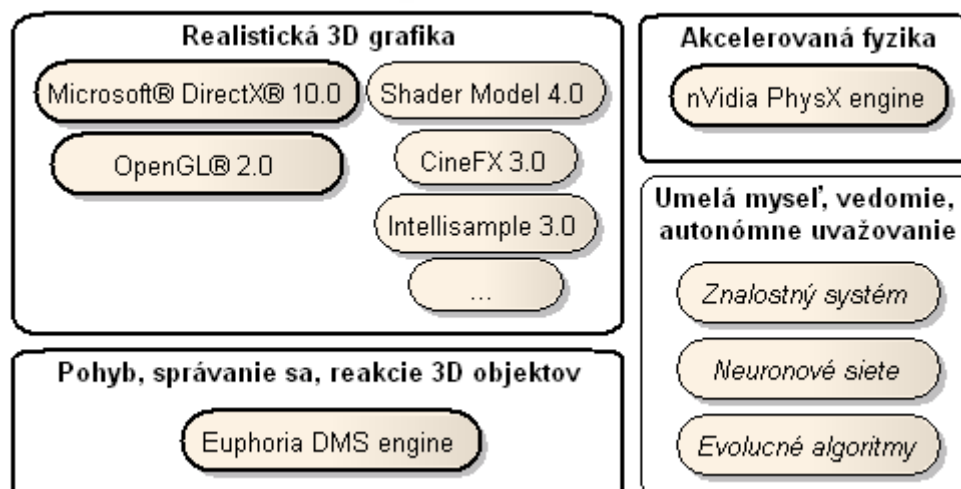 Realistická 3D grafika
Microsoft® DirectX® 10.0
Shader Model 4.0
OpenGL® 2.0
CineFX 3.0
Intellisample 3.0
...
Akcelerovaná fyzika
nVidia PhysX engine
Umelá myseľ, vedomie,
autonómne uvažovanie
Znalostný systém
Neuronové siete
Evolucné algoritmy
Pohyb, správanie sa, reakcie 3D objektov
Euphoria DMS engine